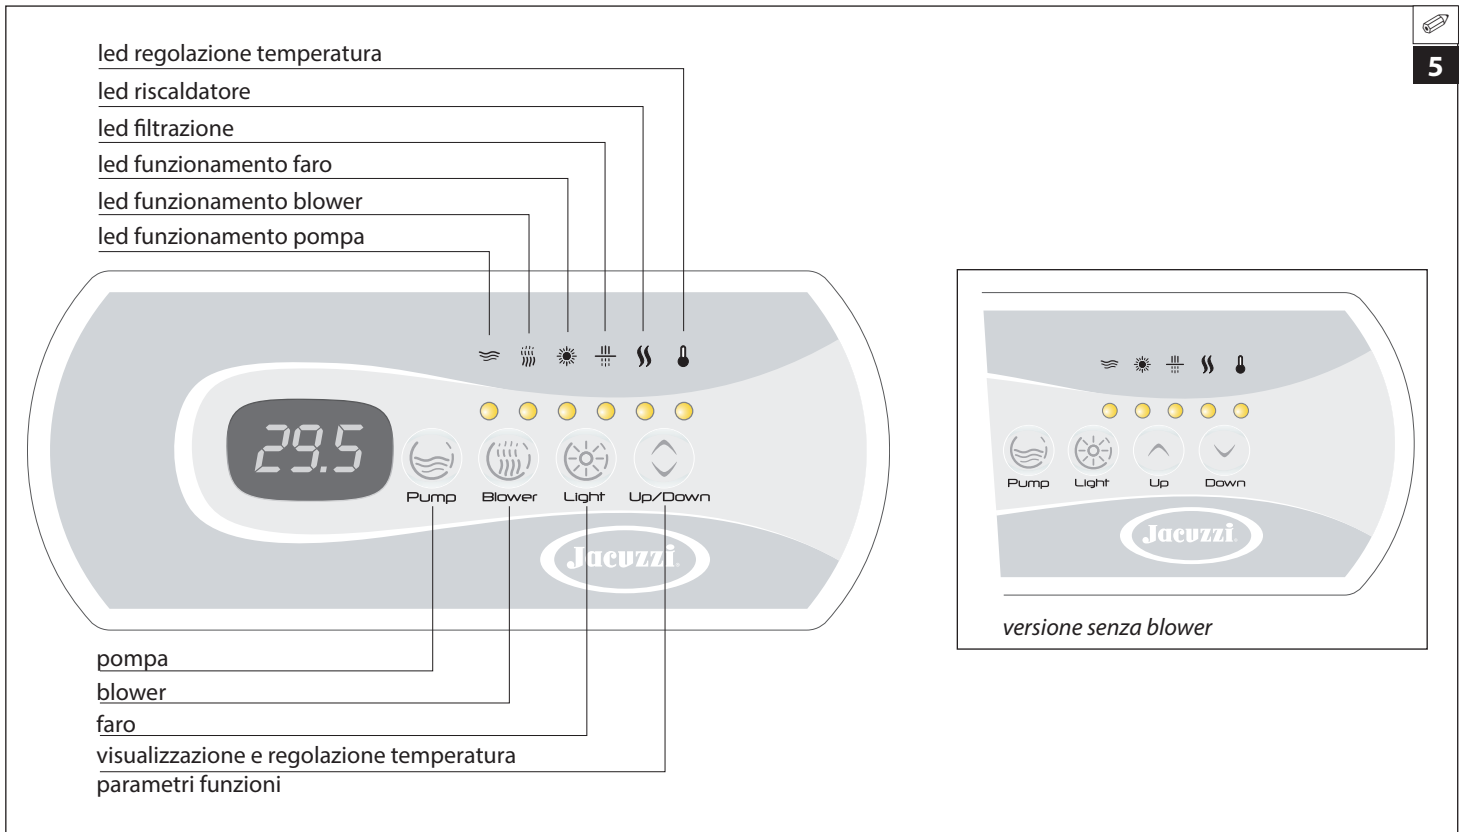 5
led regolazione temperatura
led riscaldatore
led filtrazione
led funzionamento faro
led funzionamento blower
led funzionamento pompa
29.5
Pump Blower Light Up/Down
Jacuzzi
pompa
blower
faro
visualizzazione e regolazione temperatura
parametri funzioni
Pump Light Up Down
Jacuzzi
versione senza blower